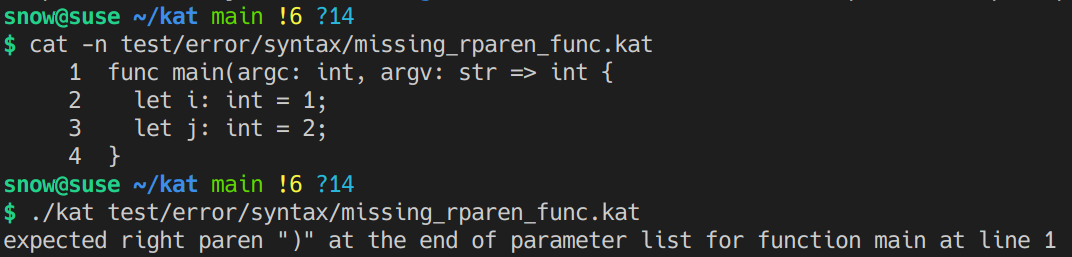 snow@suse ~/kat main !6 ?14
$ cat -n test/error/syntax/missing_rparen_func.kat
     1  func main(argc: int, argv: str => int {
     2    let i: int = 1;
     3    let j: int = 2;
     4  }
snow@suse ~/kat main !6 ?14
$ ./kat test/error/syntax/missing_rparen_func.kat
expected right paren ")" at the end of parameter list for function main at line 1